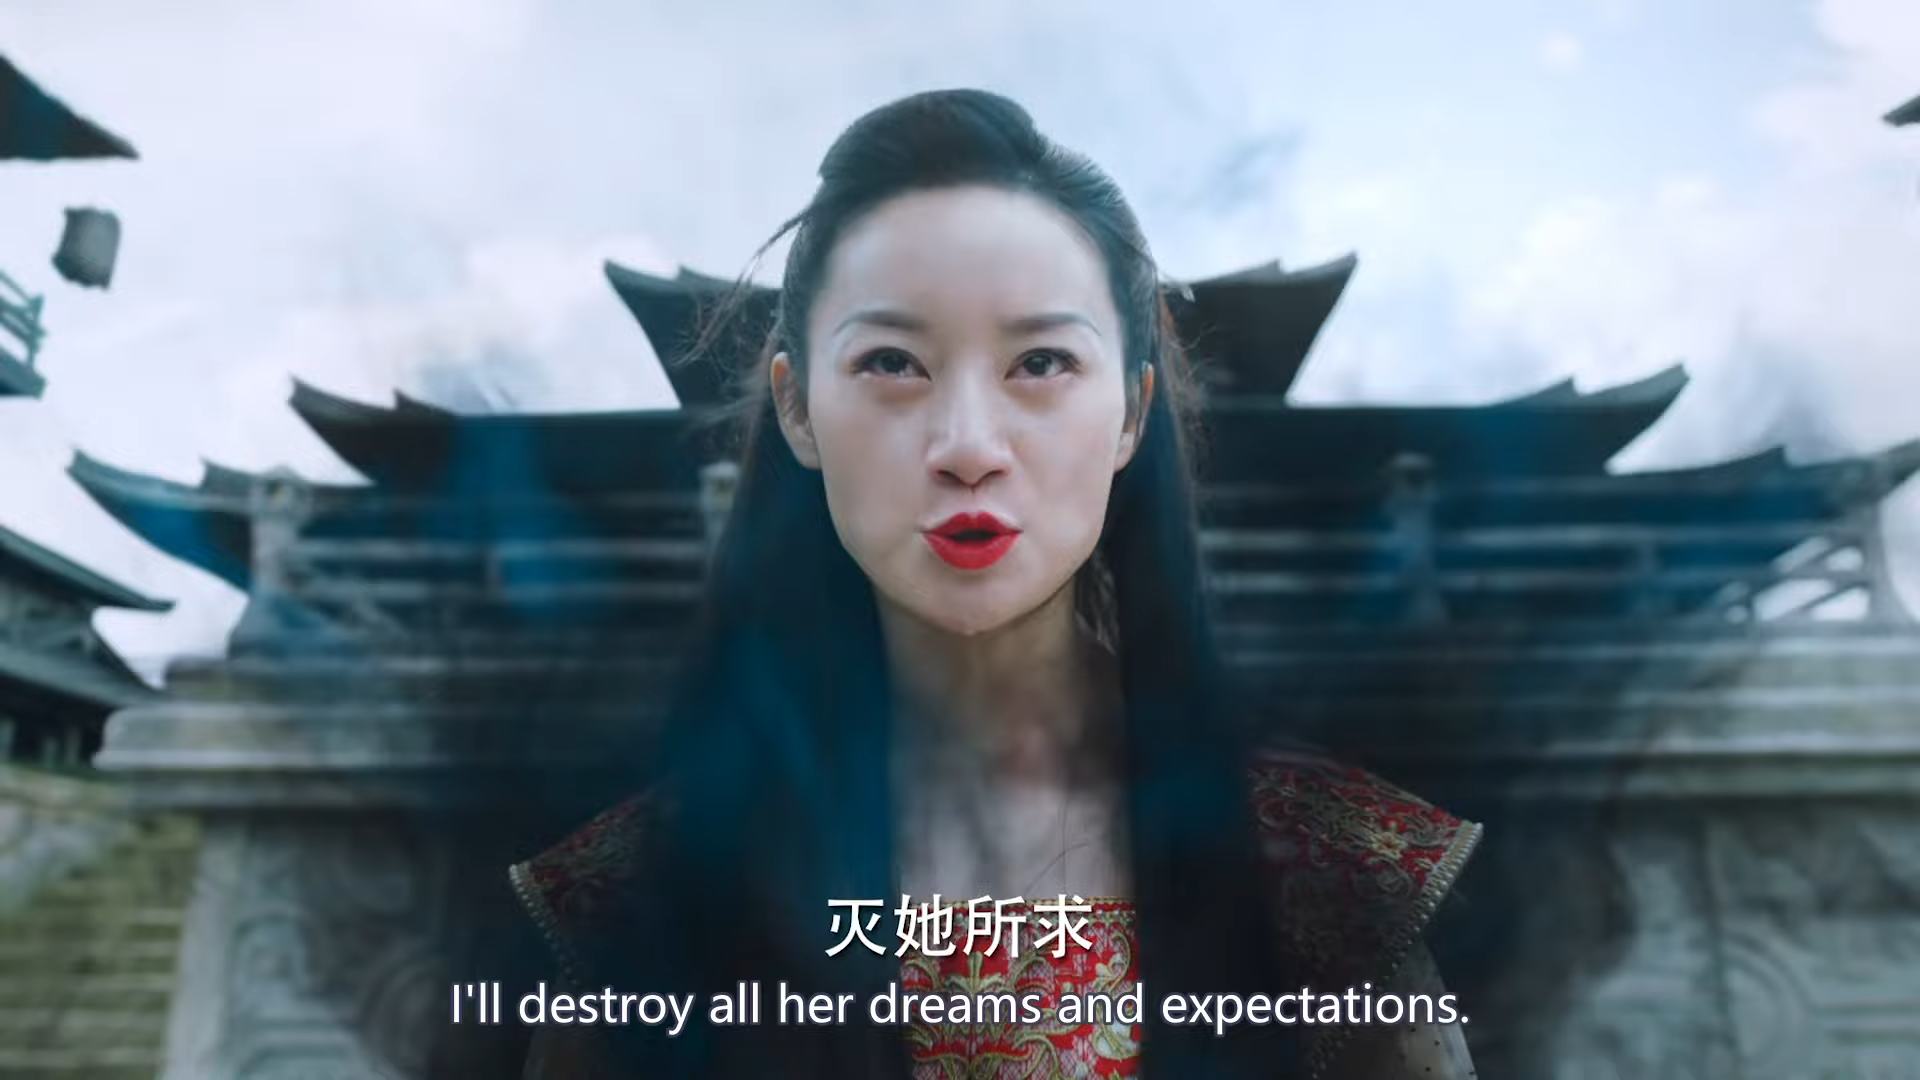 灭她所求
I'll destroy all her dreams and expectations.